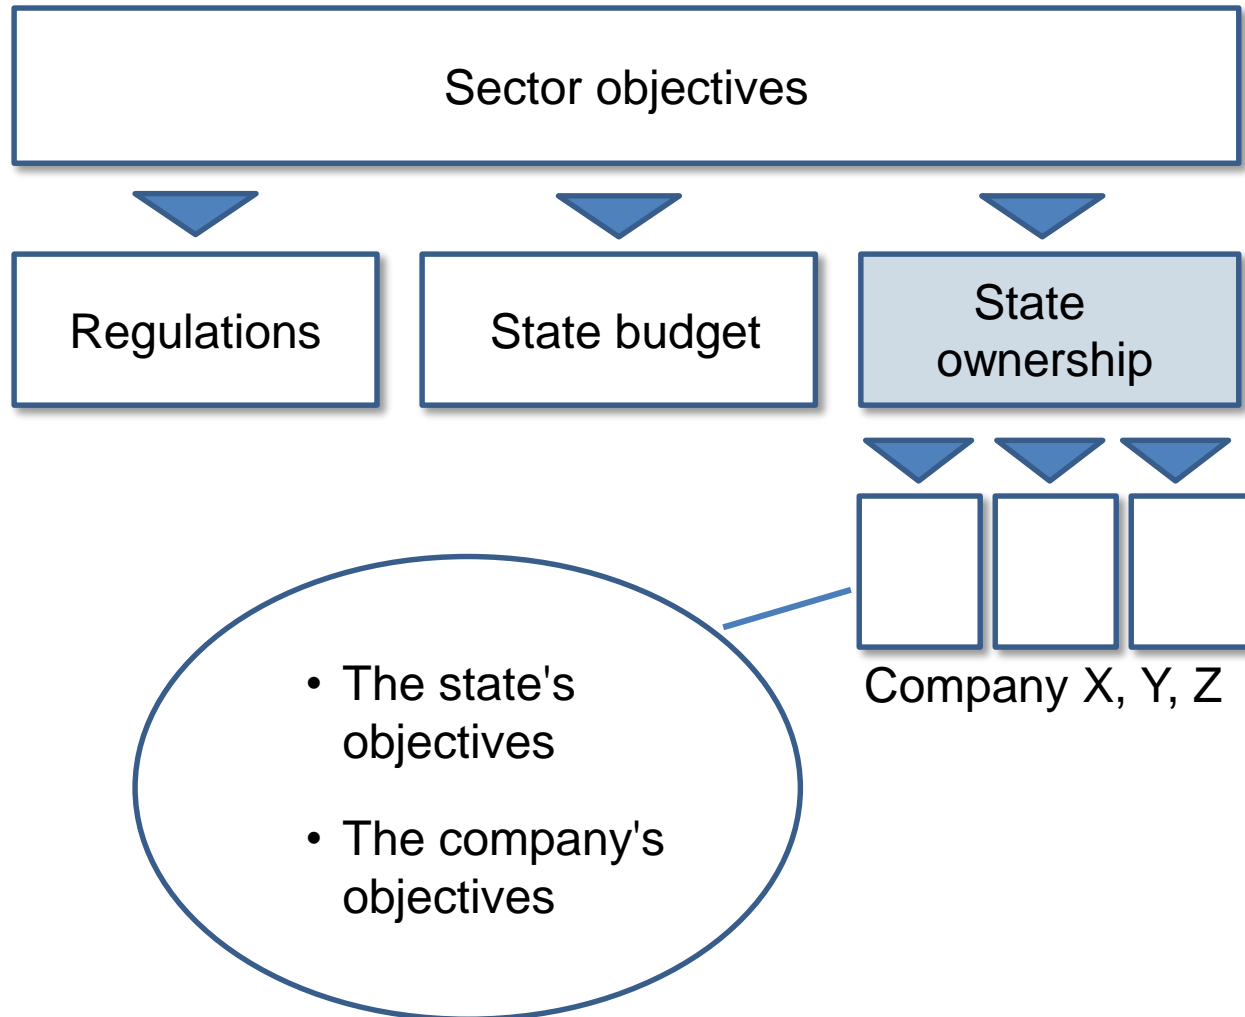 Sector objectives
Regulations
State budget
State
ownership
Company X, Y, Z
• The state's
objectives
• The company's
objectives